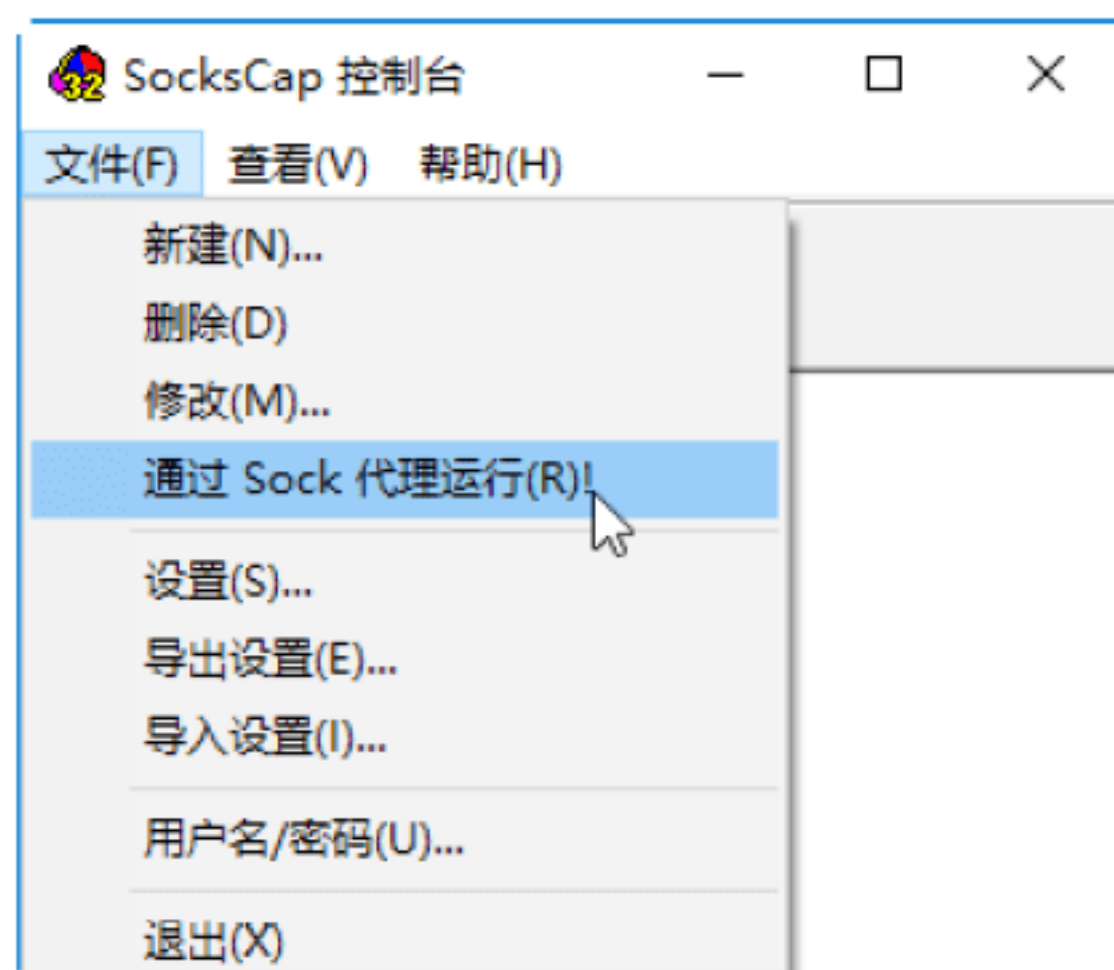 32 SocksCap 控制台
文件(F) 查看(V) 帮助(H)
新建(N)...
删除(D)
修改(M)...
通过 Sock 代理运行(R)!
设置(S)...
导出设置(E)...
导入设置(I)...
用户名/密码(U)...
退出(X)